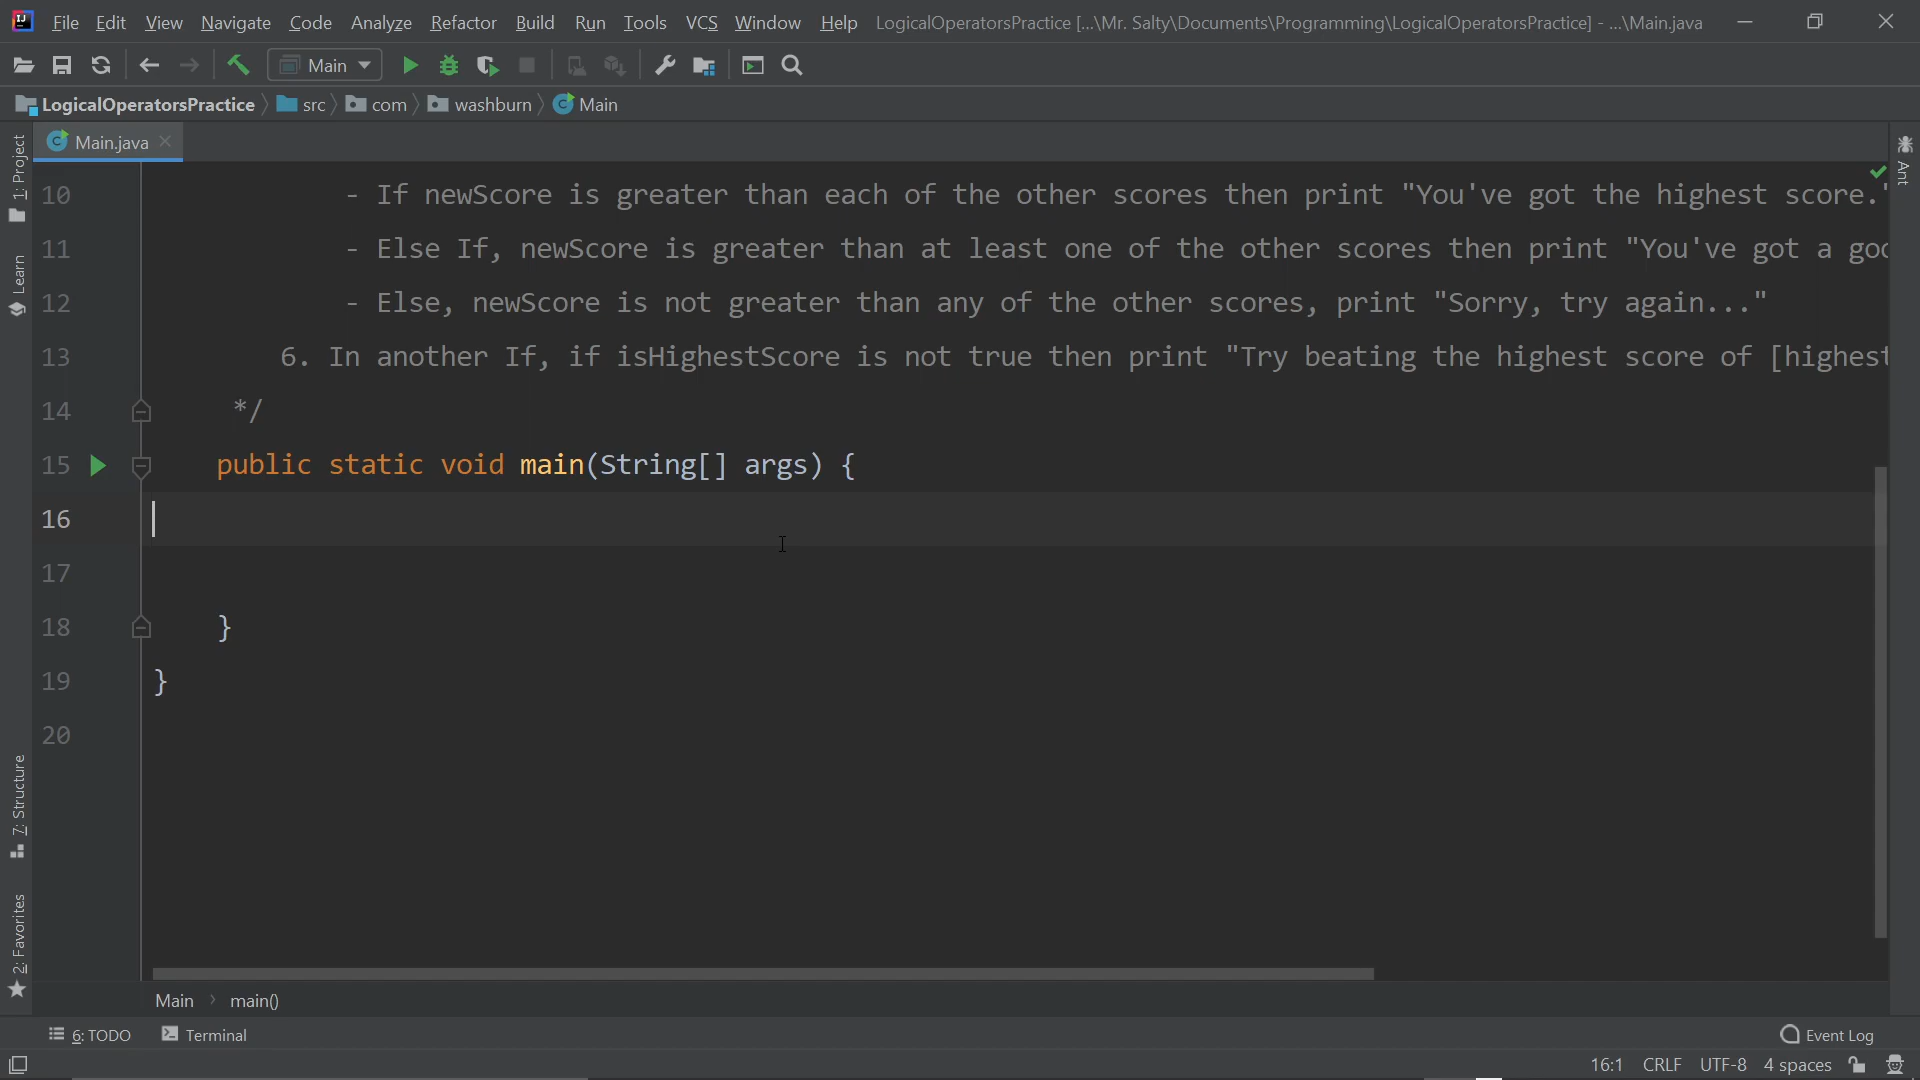 File Edit View Navigate Code Analyze Refactor Build Run Tools VCS Window Help LogicalOperatorsPractice [...\Mr. Salty\Documents\Programming\LogicalOperatorsPractice] - ...\Main.java
Main
LogicalOperatorsPractice src com washburn Main
Main.java
1: Project
Learn
7: Structure
2: Favorites
Ant
10 - If newScore is greater than each of the other scores then print "You've got the highest score."
11 - Else If, newScore is greater than at least one of the other scores then print "You've got a goo
12 - Else, newScore is not greater than any of the other scores, print "Sorry, try again..."
13 6. In another If, if isHighestScore is not true then print "Try beating the highest score of [highest
14 */
15 public static void main(String[] args) {
16
17
18 }
19 }
20
Main main()
6: TODO Terminal Event Log
16:1 CRLF UTF-8 4 spaces